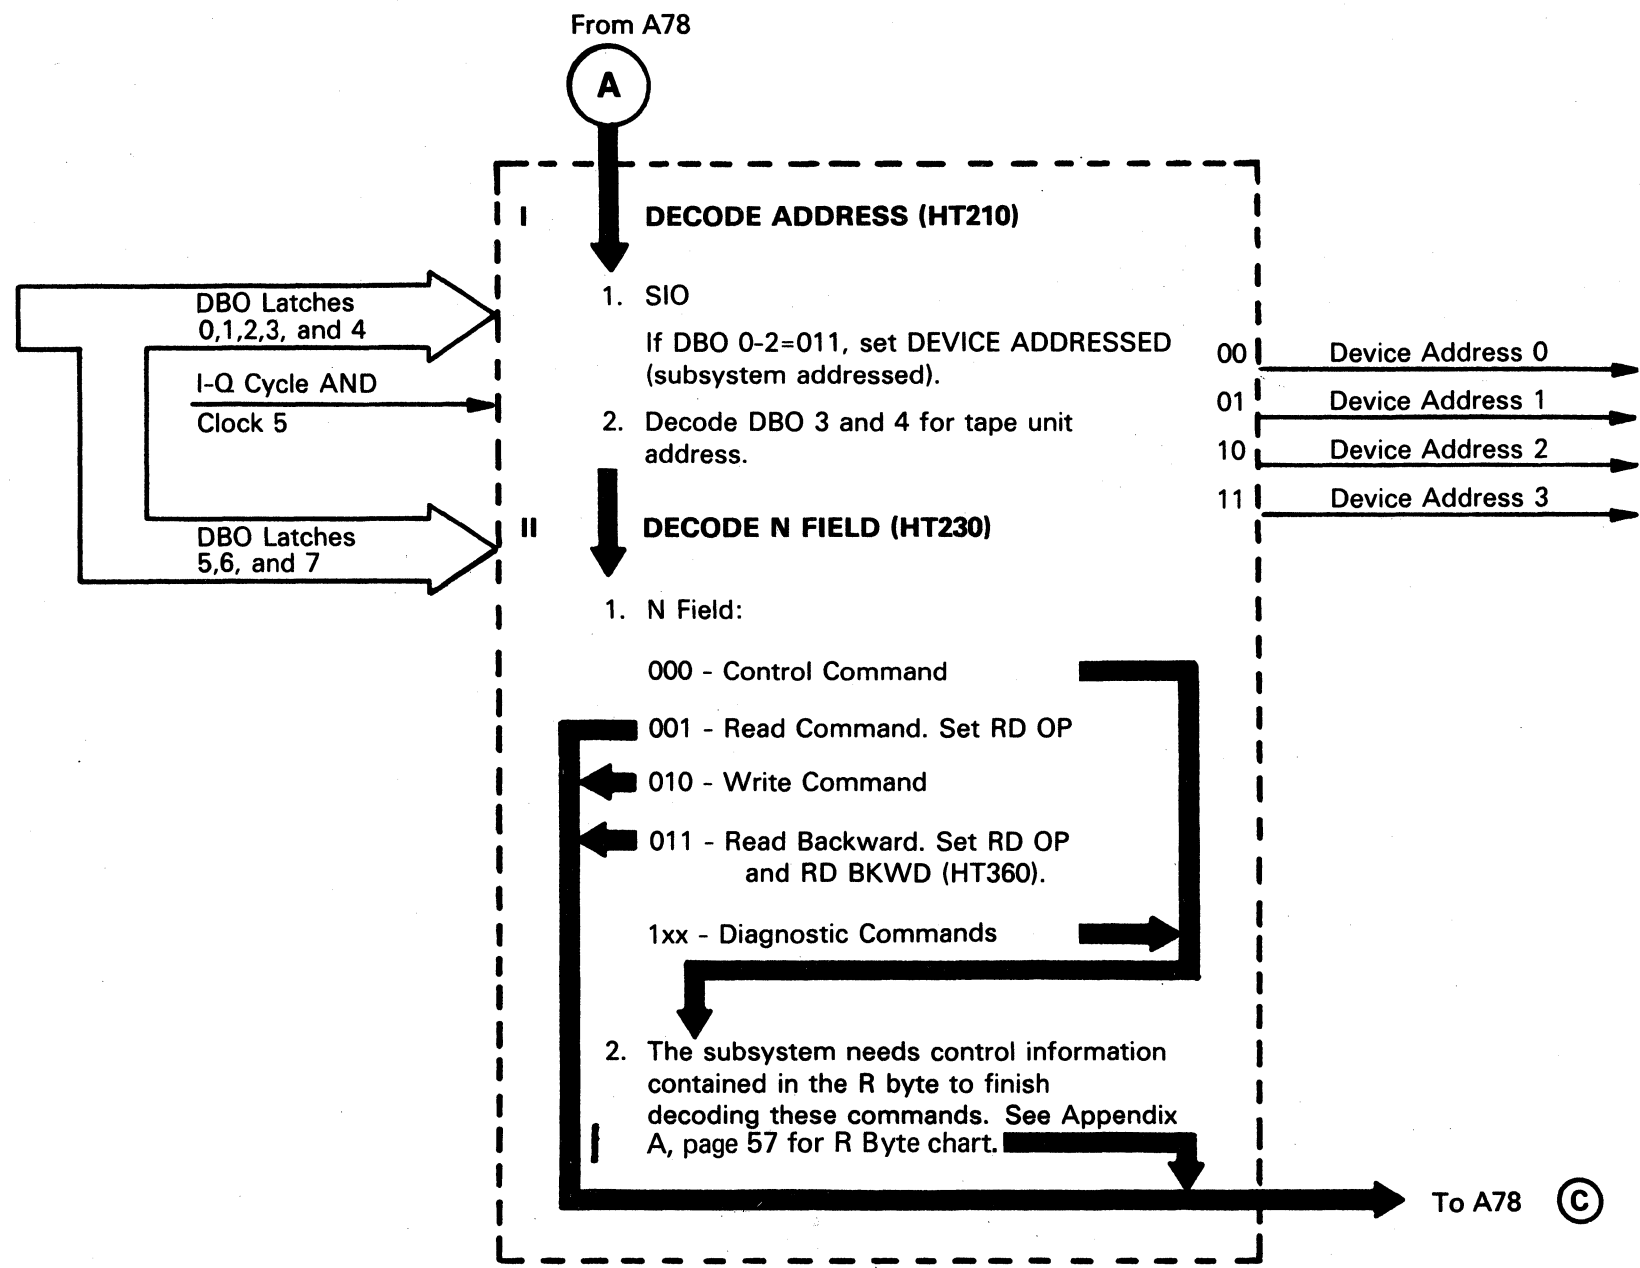 From A78
A
I DECODE ADDRESS (HT210)
1. SIO
If DBO 0-2=011, set DEVICE ADDRESSED
(subsystem addressed).
2. Decode DBO 3 and 4 for tape unit
address.
DBO Latches
0,1,2,3, and 4
I-Q Cycle AND
Clock 5
DBO Latches
5,6, and 7
00 Device Address 0
01 Device Address 1
10 Device Address 2
11 Device Address 3
II DECODE N FIELD (HT230)
1. N Field:
000 - Control Command
001 - Read Command. Set RD OP
010 - Write Command
011 - Read Backward. Set RD OP
and RD BKWD (HT360).
1xx - Diagnostic Commands
2. The subsystem needs control information
contained in the R byte to finish
decoding these commands. See Appendix
A, page 57 for R Byte chart.
To A78 C